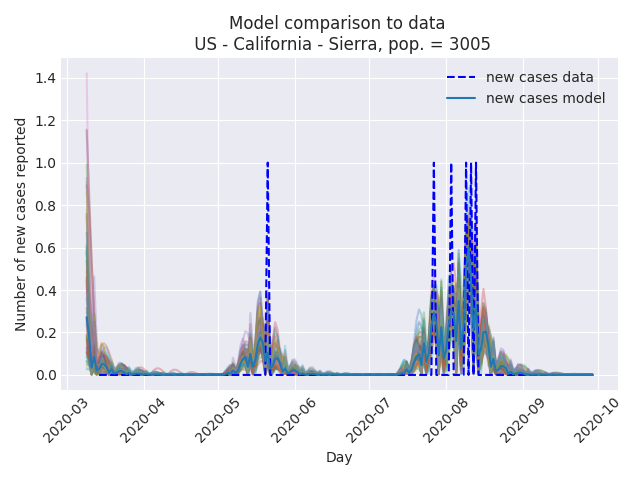 Model comparison to data
US - California - Sierra, pop. = 3005
new cases data
new cases model
Number of new cases reported
1.4
1.2
1.0
0.8
0.6
0.4
0.2
0.0
2020-03
2020-04
2020-05
2020-06
2020-07
2020-08
2020-09
2020-10
Day